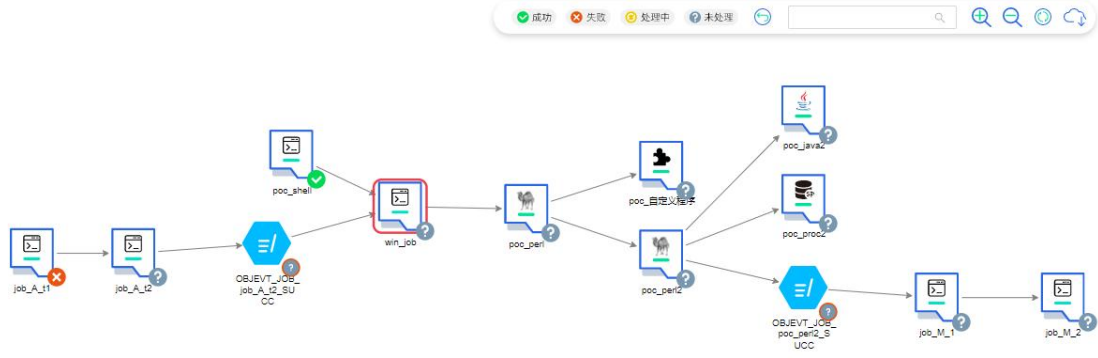 成功
失败
处理中
未处理
poc_java2
poc_shell
poc_自定义程序
win_job
poc_perl
poc_proc2
SP
job_A_t1
job_A_t2
OBJEVT_JOB_
job_A_t2_SU
CC
poc_perl2
OBJEVT_JOB_
poc_perl2_S
UCC
job_M_1
job_M_2